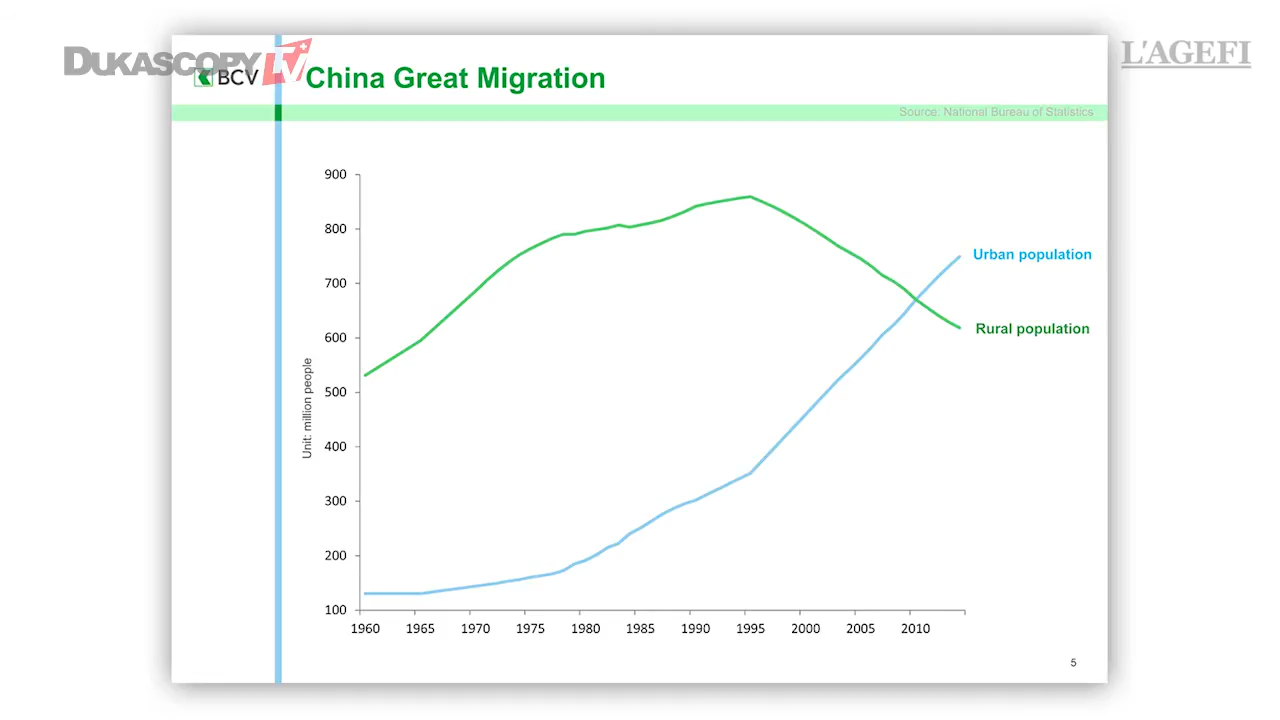 DUKASCOPY TV
L'AGEFI
BCV
China Great Migration
Source: National Bureau of Statistics
900
800
700
600
500
400
300
200
100
Unit: million people
Urban population
Rural population
1960 1965 1970 1975 1980 1985 1990 1995 2000 2005 2010
5